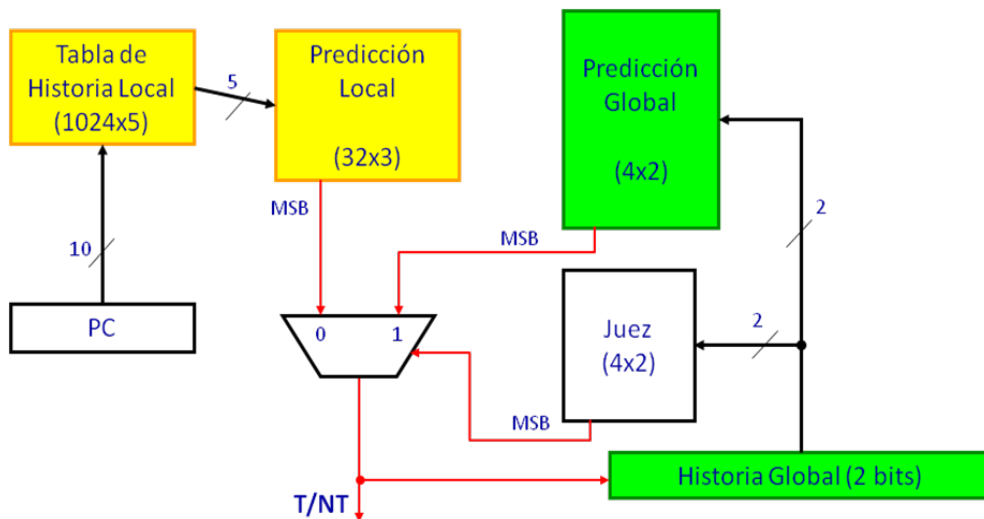 Tabla de
Historia Local
(1024x5)
5
Predicción
Local
(32x3)
Predicción
Global
(4x2)
MSB
MSB
2
10
PC
0
1
Juez
(4x2)
2
MSB
T/NT
Historia Global (2 bits)